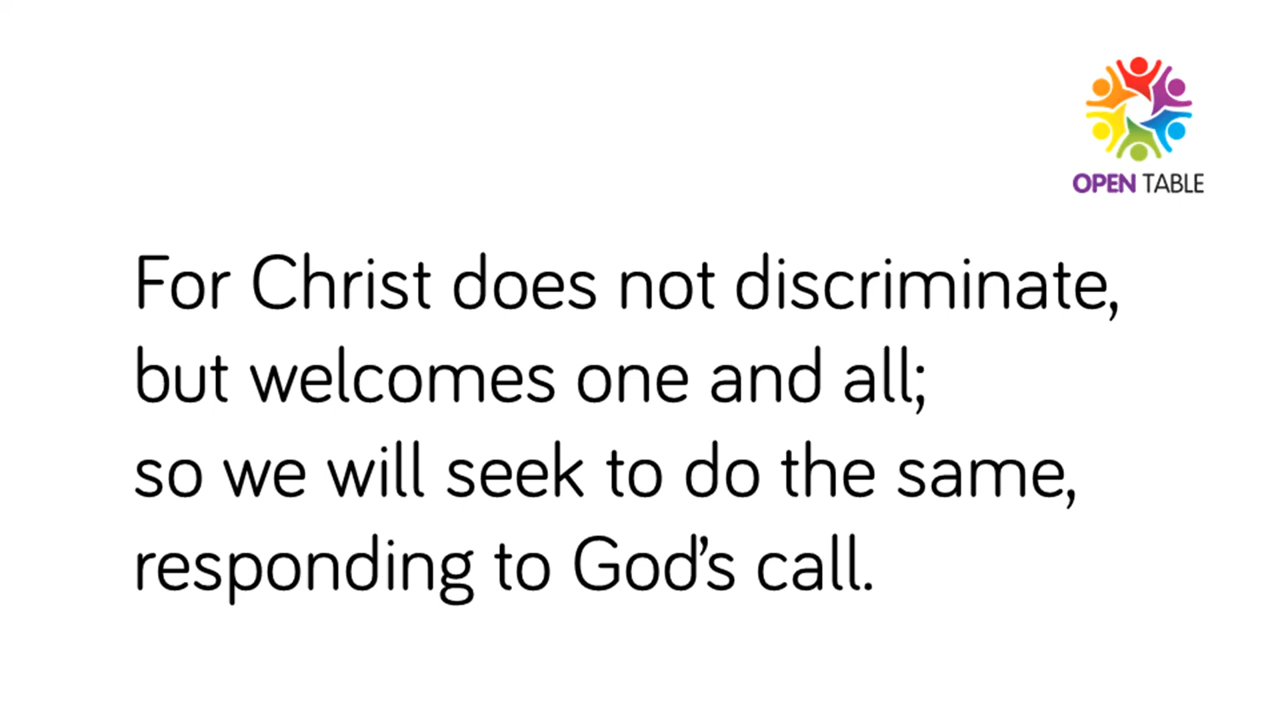 OPEN TABLE
For Christ does not discriminate,
but welcomes one and all;
so we will seek to do the same,
responding to God’s call.